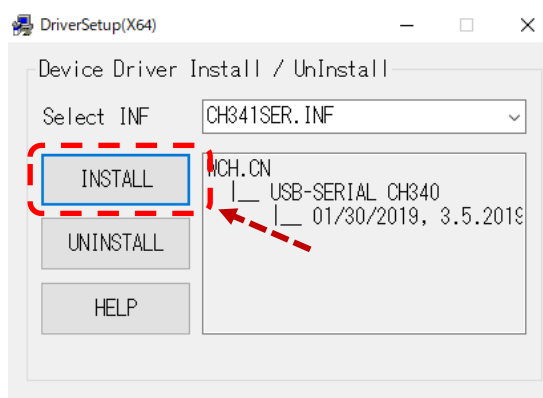 DriverSetup(X64)
Device Driver Install / UnInstall
Select INF
CH341SER.INF
INSTALL
UNINSTALL
HELP
WCH.CN
|__ USB-SERIAL CH340
|__ 01/30/2019, 3.5.2019